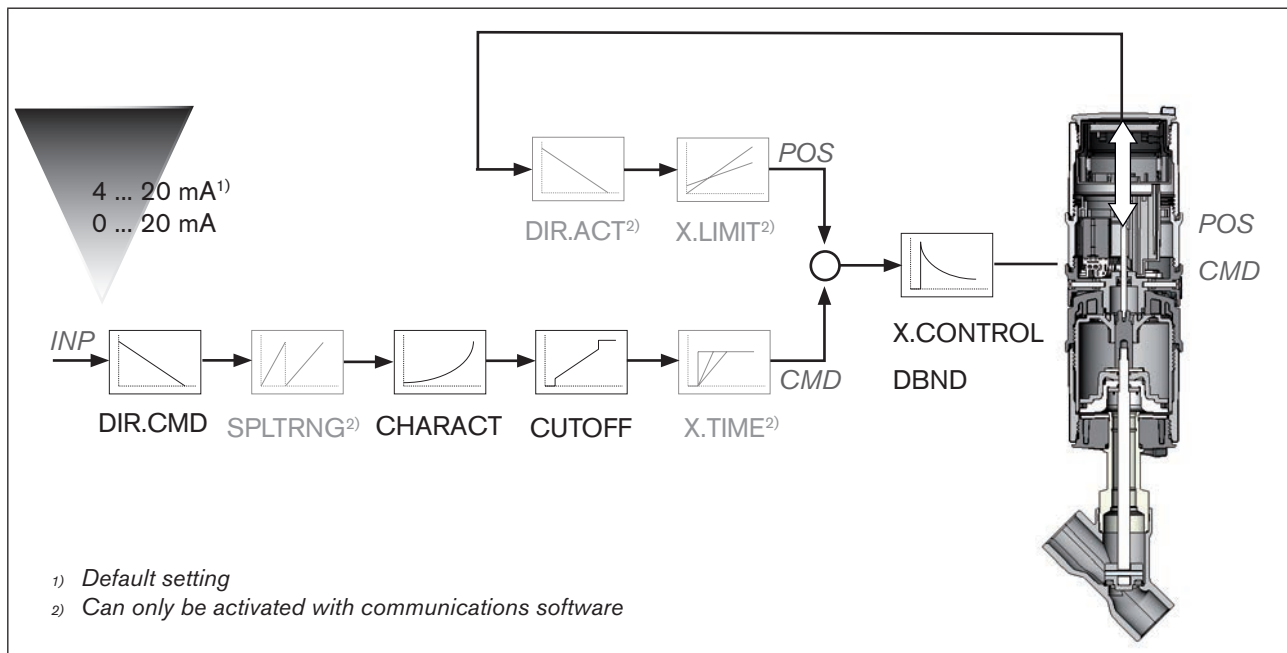 4 ... 20 mA1)
0 ... 20 mA
DIR.ACT2)
X.LIMIT2)
POS
POS
CMD
INP
DIR.CMD
SPLTRNG2)
CHARACT
CUTOFF
X.TIME2)
CMD
X.CONTROL
DBND
1) Default setting
2) Can only be activated with communications software